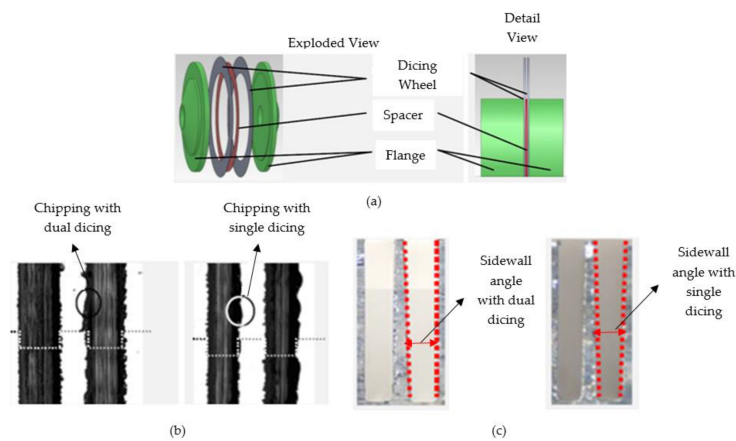 Exploded View
Detail
View
Dicing
Wheel
Spacer
Flange
(a)
Chipping with
dual dicing
Chipping with
single dicing
Sidewall
angle
with dual
dicing
Sidewall
angle with
single
dicing
(b)
(c)